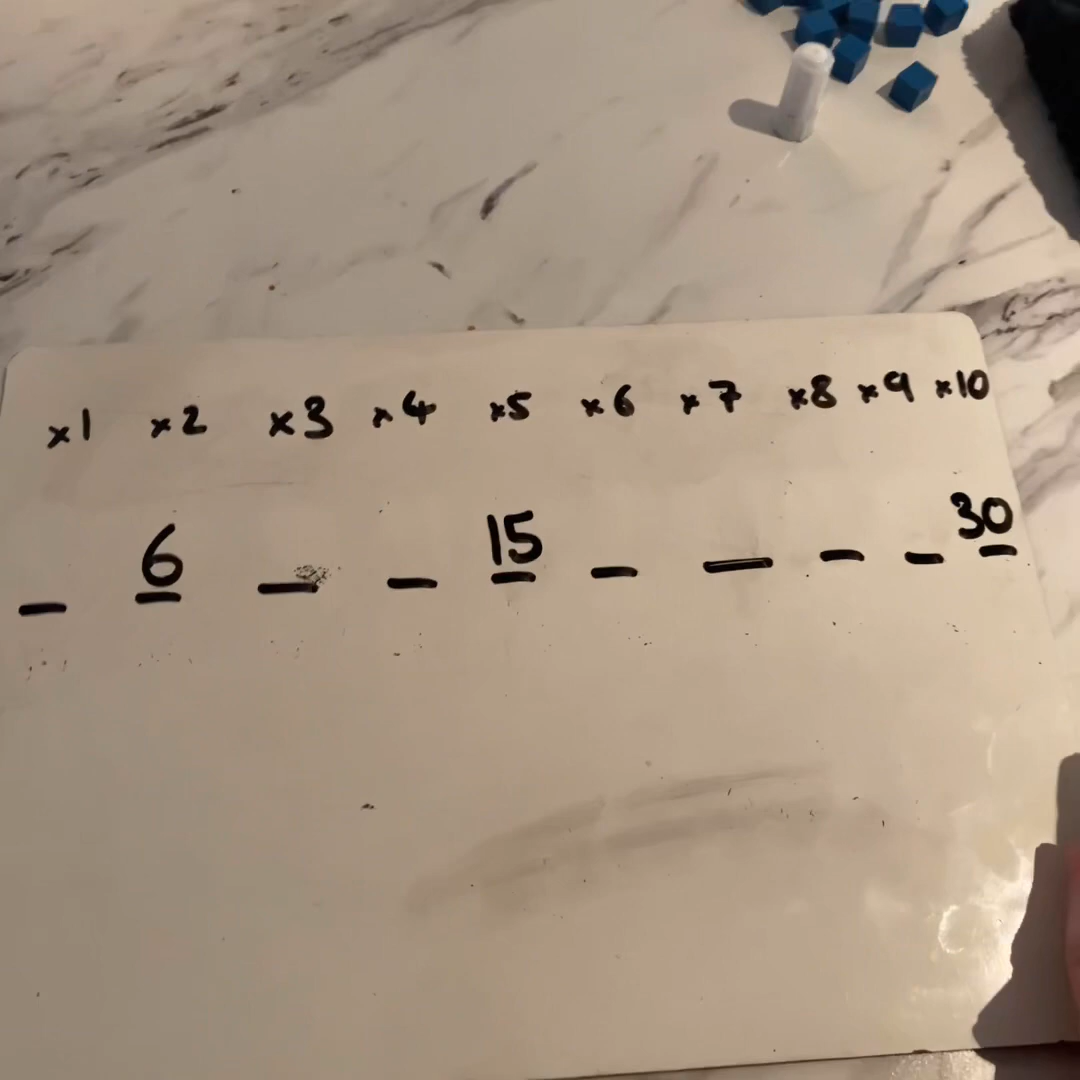 ×1 ×2 ×3 ×4 ×5 ×6 ×7 ×8 ×9 ×10
_ 6 _ _ 15 _ _ _ _ 30